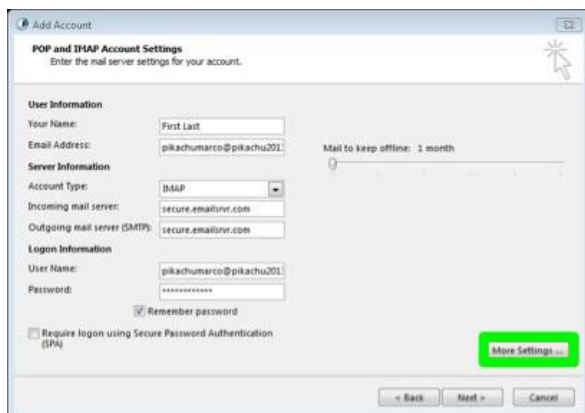 Add Account
POP and IMAP Account Settings
Enter the mail server settings for your account.
User Information
Your Name: First Last
Email Address: pikachumarco@pikachu201
Mail to keep offline: 1 month
Server Information
Account Type: IMAP
Incoming mail server: secure.emailsrvr.com
Outgoing mail server (SMTP): secure.emailsrvr.com
Logon Information
User Name: pikachumarco@pikachu201
Password: ************
Remember password
Require logon using Secure Password Authentication
(SPA)
More Settings ...
< Back Next > Cancel